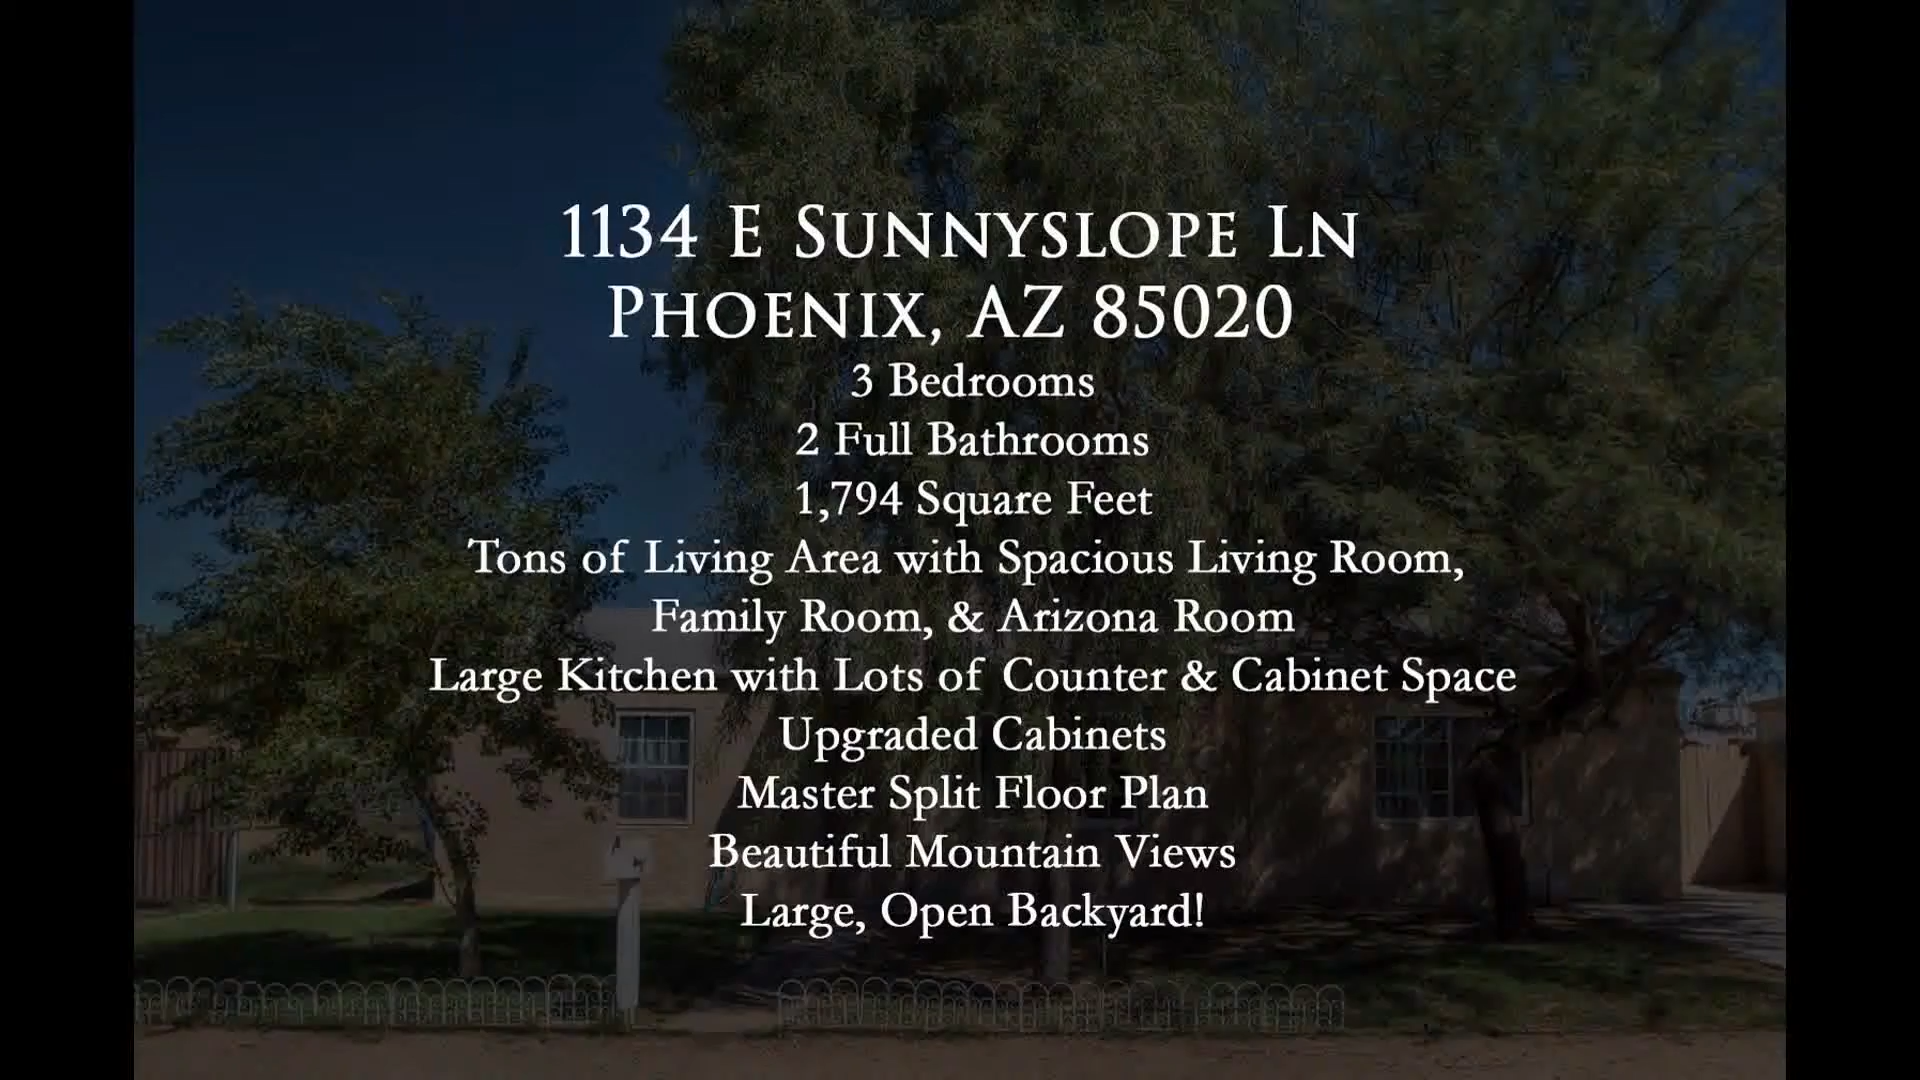 1134 E Sunnyslope Ln
Phoenix, AZ 85020
3 Bedrooms
2 Full Bathrooms
1,794 Square Feet
Tons of Living Area with Spacious Living Room,
Family Room, & Arizona Room
Large Kitchen with Lots of Counter & Cabinet Space
Upgraded Cabinets
Master Split Floor Plan
Beautiful Mountain Views
Large, Open Backyard!